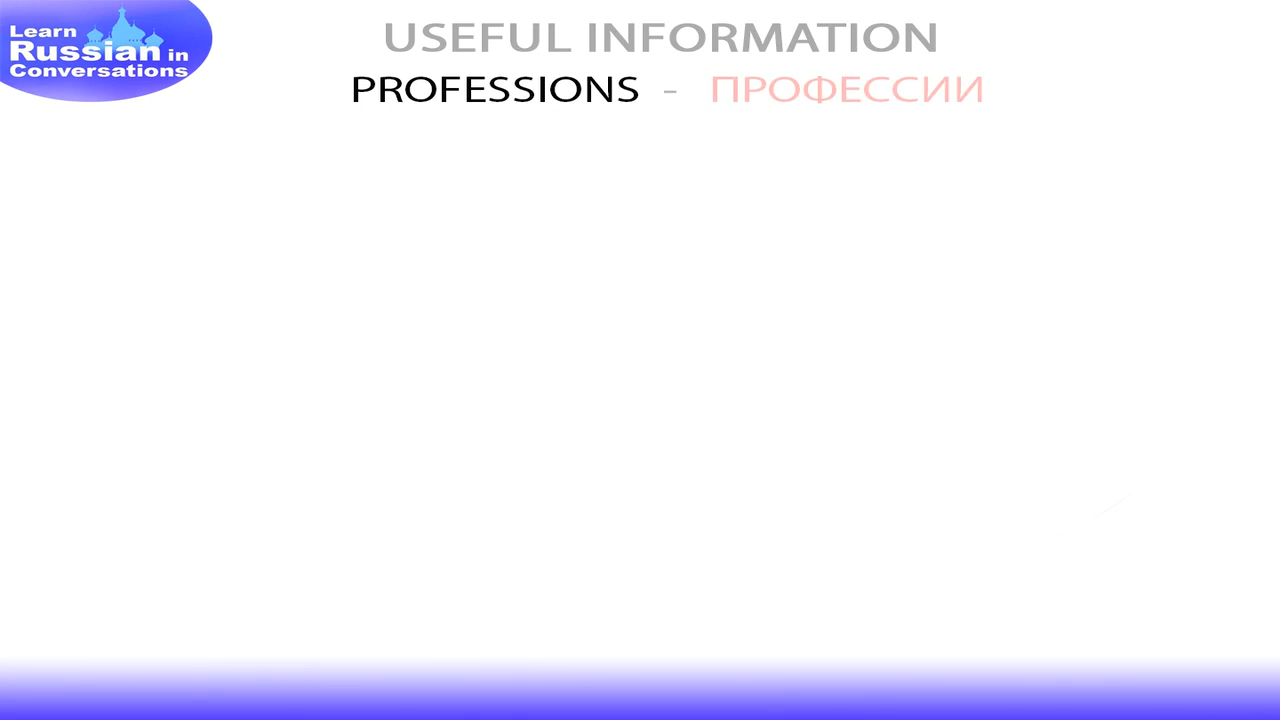 Learn
Russian in
Conversations
USEFUL INFORMATION
PROFESSIONS - ПРОФЕССИИ